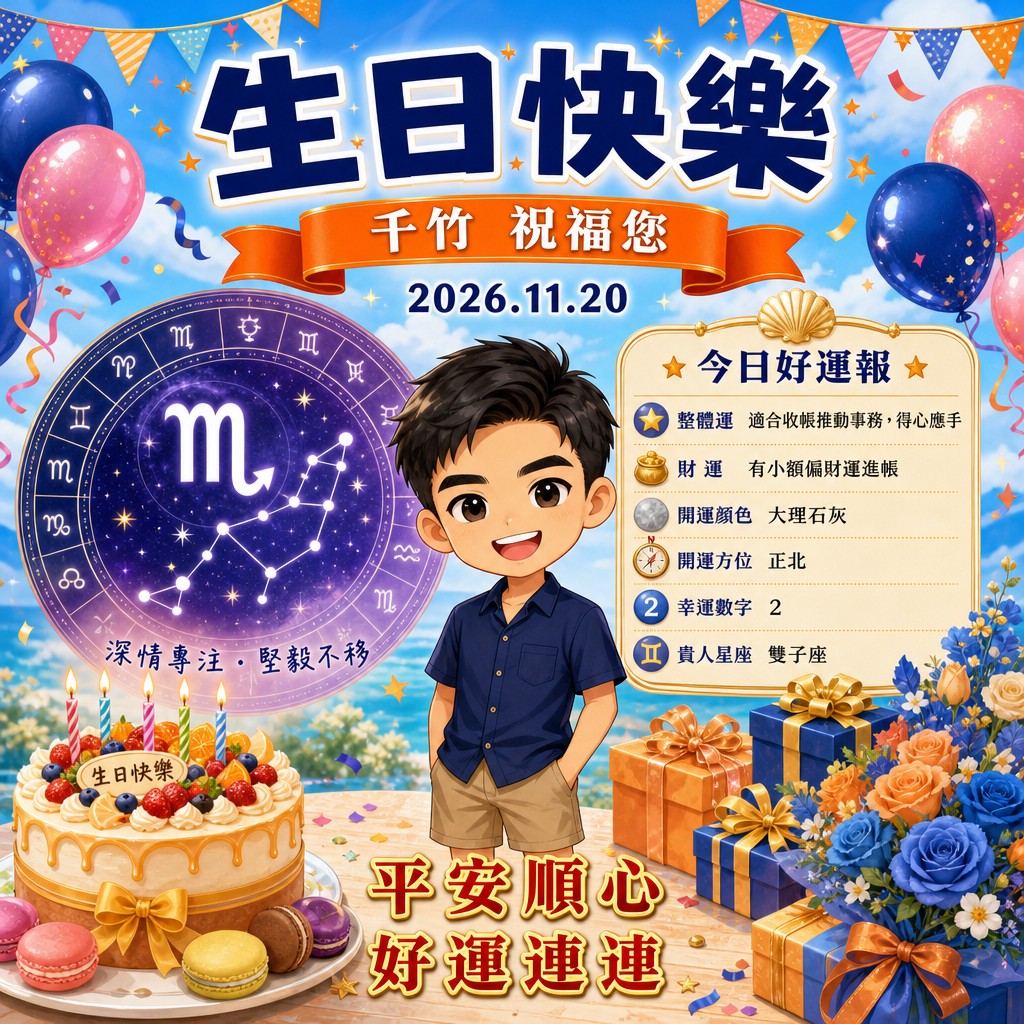 生日快樂
千竹 祝福您
2026.11.20
今日好運報
整體運 適合收帳推動事務，得心應手
財運 有小額偏財運進帳
開運顏色 大理石灰
N
開運方位 正北
2 幸運數字 2
貴人星座 雙子座
深情專注・堅毅不移
生日快樂
平安順心
好運連連